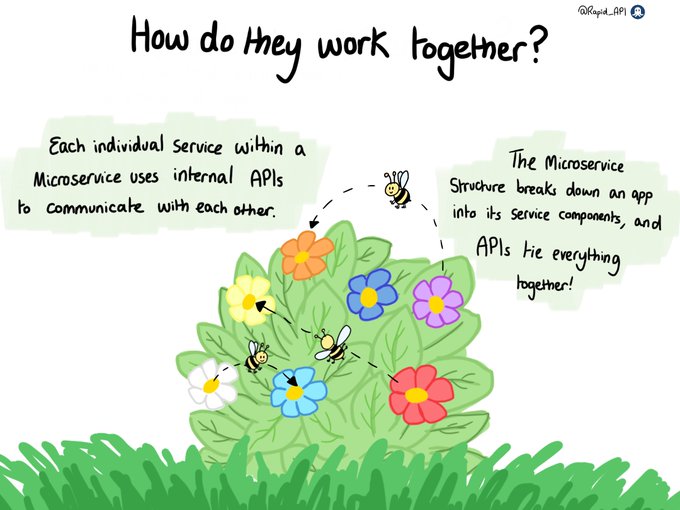 @Rapid_API
How do they work together?
Each individual service within a
Microservice uses internal APIs
to communicate with each other.
The Microservice
Structure breaks down an app
into its service components, and
APIs tie everything
together!